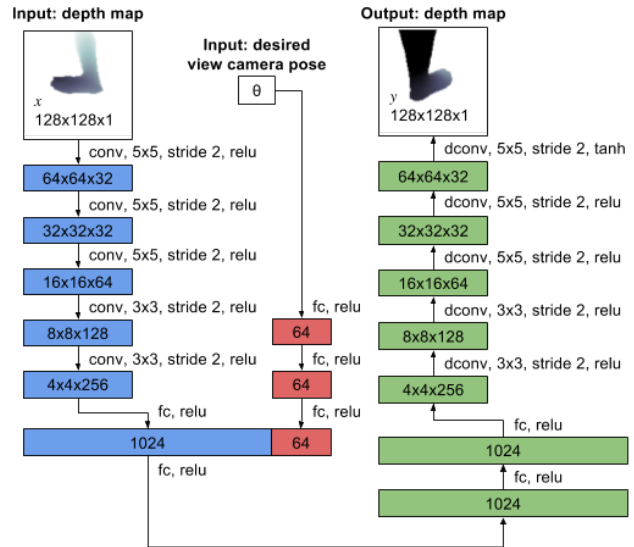 Input: depth map
x
128x128x1
conv, 5x5, stride 2, relu
64x64x32
conv, 5x5, stride 2, relu
32x32x32
conv, 5x5, stride 2, relu
16x16x64
conv, 3x3, stride 2, relu
8x8x128
conv, 3x3, stride 2, relu
4x4x256
fc, relu
1024
fc, relu
Input: desired
view camera pose
θ
fc, relu
64
fc, relu
64
fc, relu
64
Output: depth map
y
128x128x1
dconv, 5x5, stride 2, tanh
64x64x32
dconv, 5x5, stride 2, relu
32x32x32
dconv, 5x5, stride 2, relu
16x16x64
dconv, 3x3, stride 2, relu
8x8x128
dconv, 3x3, stride 2, relu
4x4x256
fc, relu
1024
fc, relu
1024